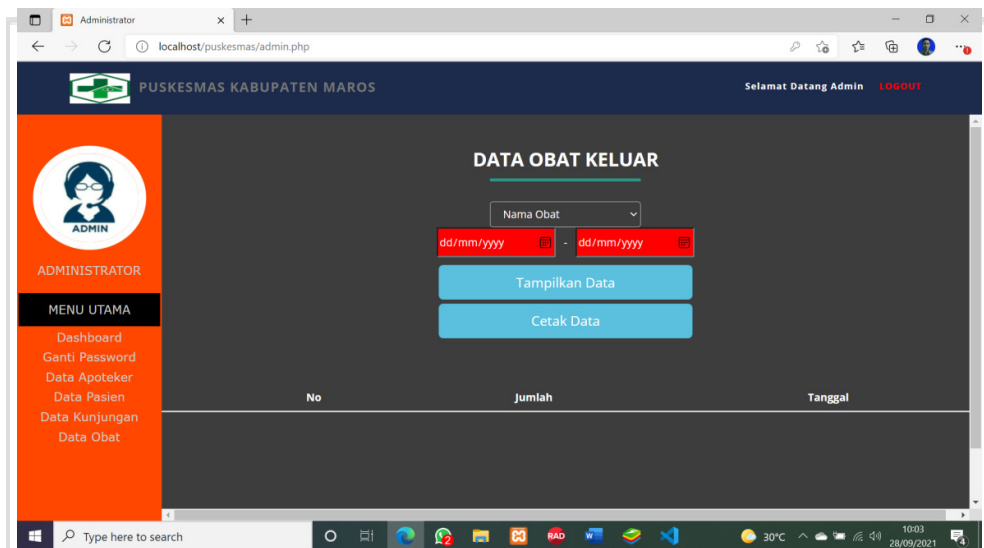 Administrator
localhost/puskesmas/admin.php
PUSKESMAS KABUPATEN MAROS
Selamat Datang Admin LOGOUT
ADMIN
ADMINISTRATOR
MENU UTAMA
Dashboard
Ganti Password
Data Apoteker
Data Pasien
Data Kunjungan
Data Obat
DATA OBAT KELUAR
Nama Obat
dd/mm/yyyy - dd/mm/yyyy
Tampilkan Data
Cetak Data
No Jumlah Tanggal
Type here to search
2
RAD
30°C
10:03
28/09/2021
4